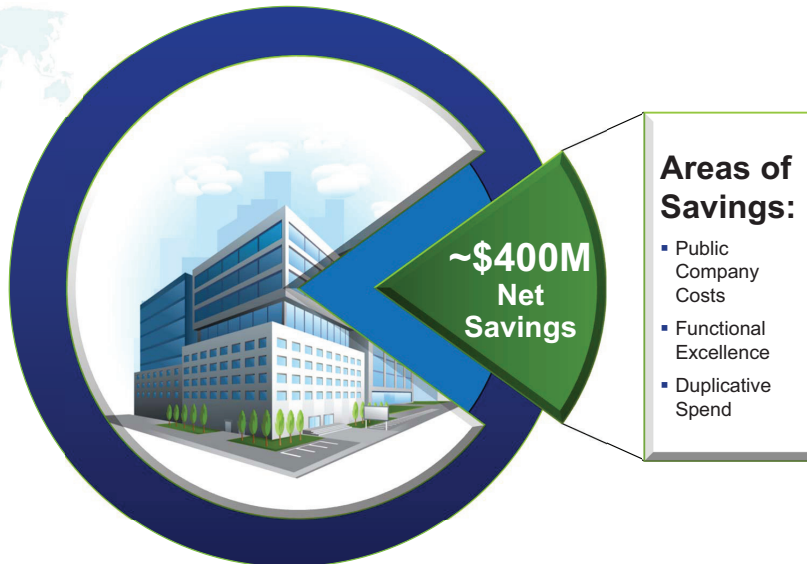 ~$400M
Net
Savings
Areas of
Savings:
▪ Public
Company
Costs
▪ Functional
Excellence
▪ Duplicative
Spend